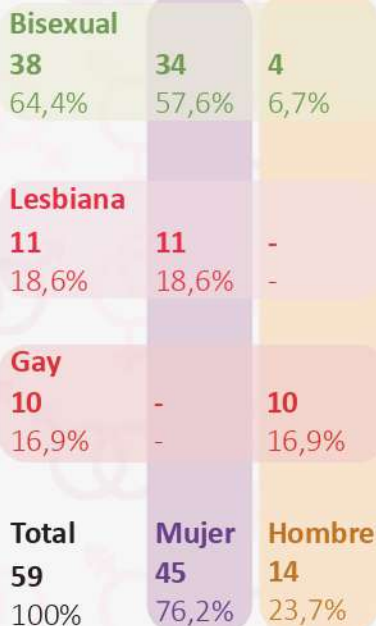 Bisexual
38 34 4
64,4% 57,6% 6,7%
Lesbiana
11 11 -
18,6% 18,6% -
Gay
10 - 10
16,9% - 16,9%
Total Mujer Hombre
59 45 14
100% 76,2% 23,7%